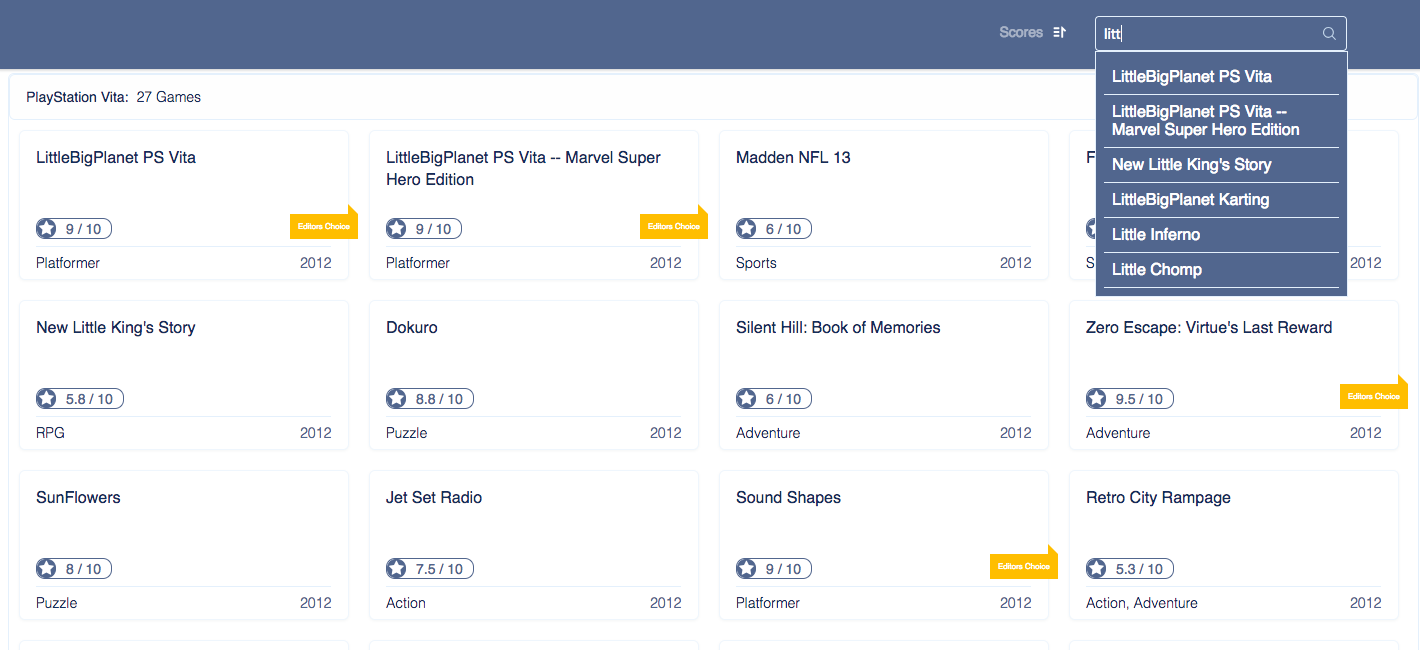 Scores
litt
LittleBigPlanet PS Vita
LittleBigPlanet PS Vita --
Marvel Super Hero Edition
New Little King's Story
LittleBigPlanet Karting
Little Inferno
Little Chomp
PlayStation Vita: 27 Games
LittleBigPlanet PS Vita
9 / 10
Editors Choice
Platformer
2012
LittleBigPlanet PS Vita -- Marvel Super
Hero Edition
9 / 10
Editors Choice
Platformer
2012
Madden NFL 13
6 / 10
Sports
2012
2012
New Little King's Story
5.8 / 10
RPG
2012
Dokuro
8.8 / 10
Puzzle
2012
Silent Hill: Book of Memories
6 / 10
Adventure
2012
Zero Escape: Virtue's Last Reward
9.5 / 10
Editors Choice
Adventure
2012
SunFlowers
8 / 10
Puzzle
2012
Jet Set Radio
7.5 / 10
Action
2012
Sound Shapes
9 / 10
Editors Choice
Platformer
2012
Retro City Rampage
5.3 / 10
Action, Adventure
2012